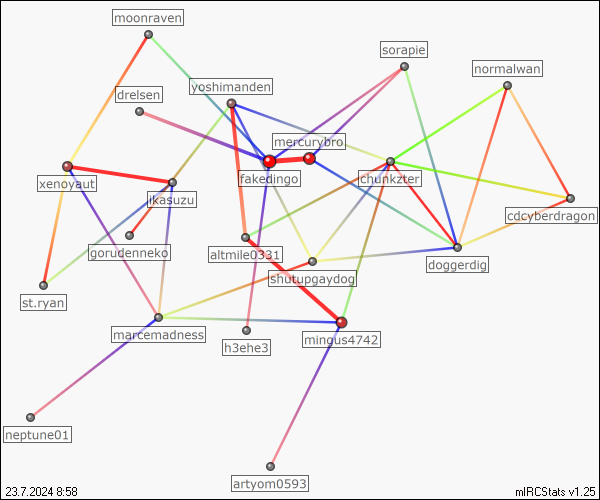 moonraven
sorapie
normalwan
drelsen
yoshimanden
mercurybro
xenoyaut
fakedingo
chunkzter
ikasuzu
cdcyberdragon
gorudenneko
altmile0331
doggerdig
shutupgaydog
st.ryan
marcemadness
mingus4742
h3ehe3
neptune01
artyom0593
23.7.2024 8:58
mIRCStats v1.25